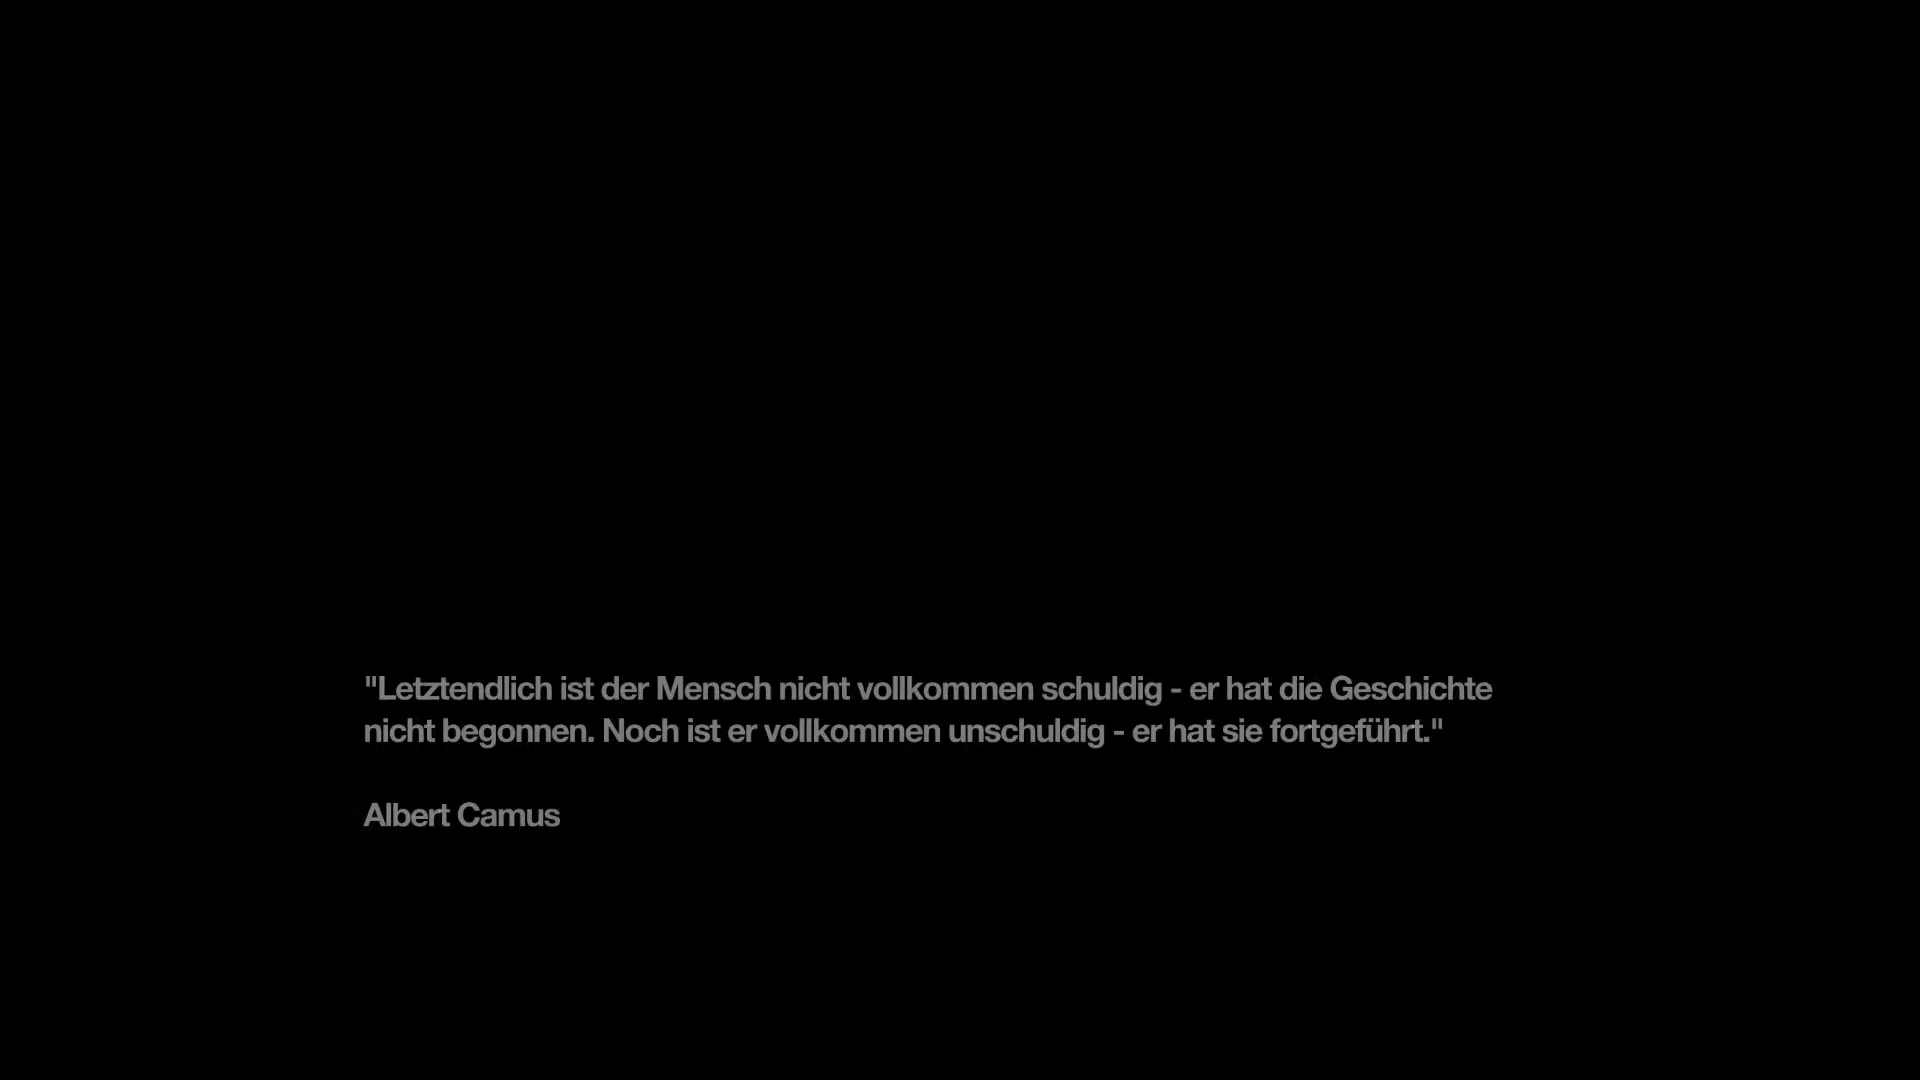 "Letztendlich ist der Mensch nicht vollkommen schuldig - er hat die Geschichte
nicht begonnen. Noch ist er vollkommen unschuldig - er hat sie fortgeführt."
Albert Camus